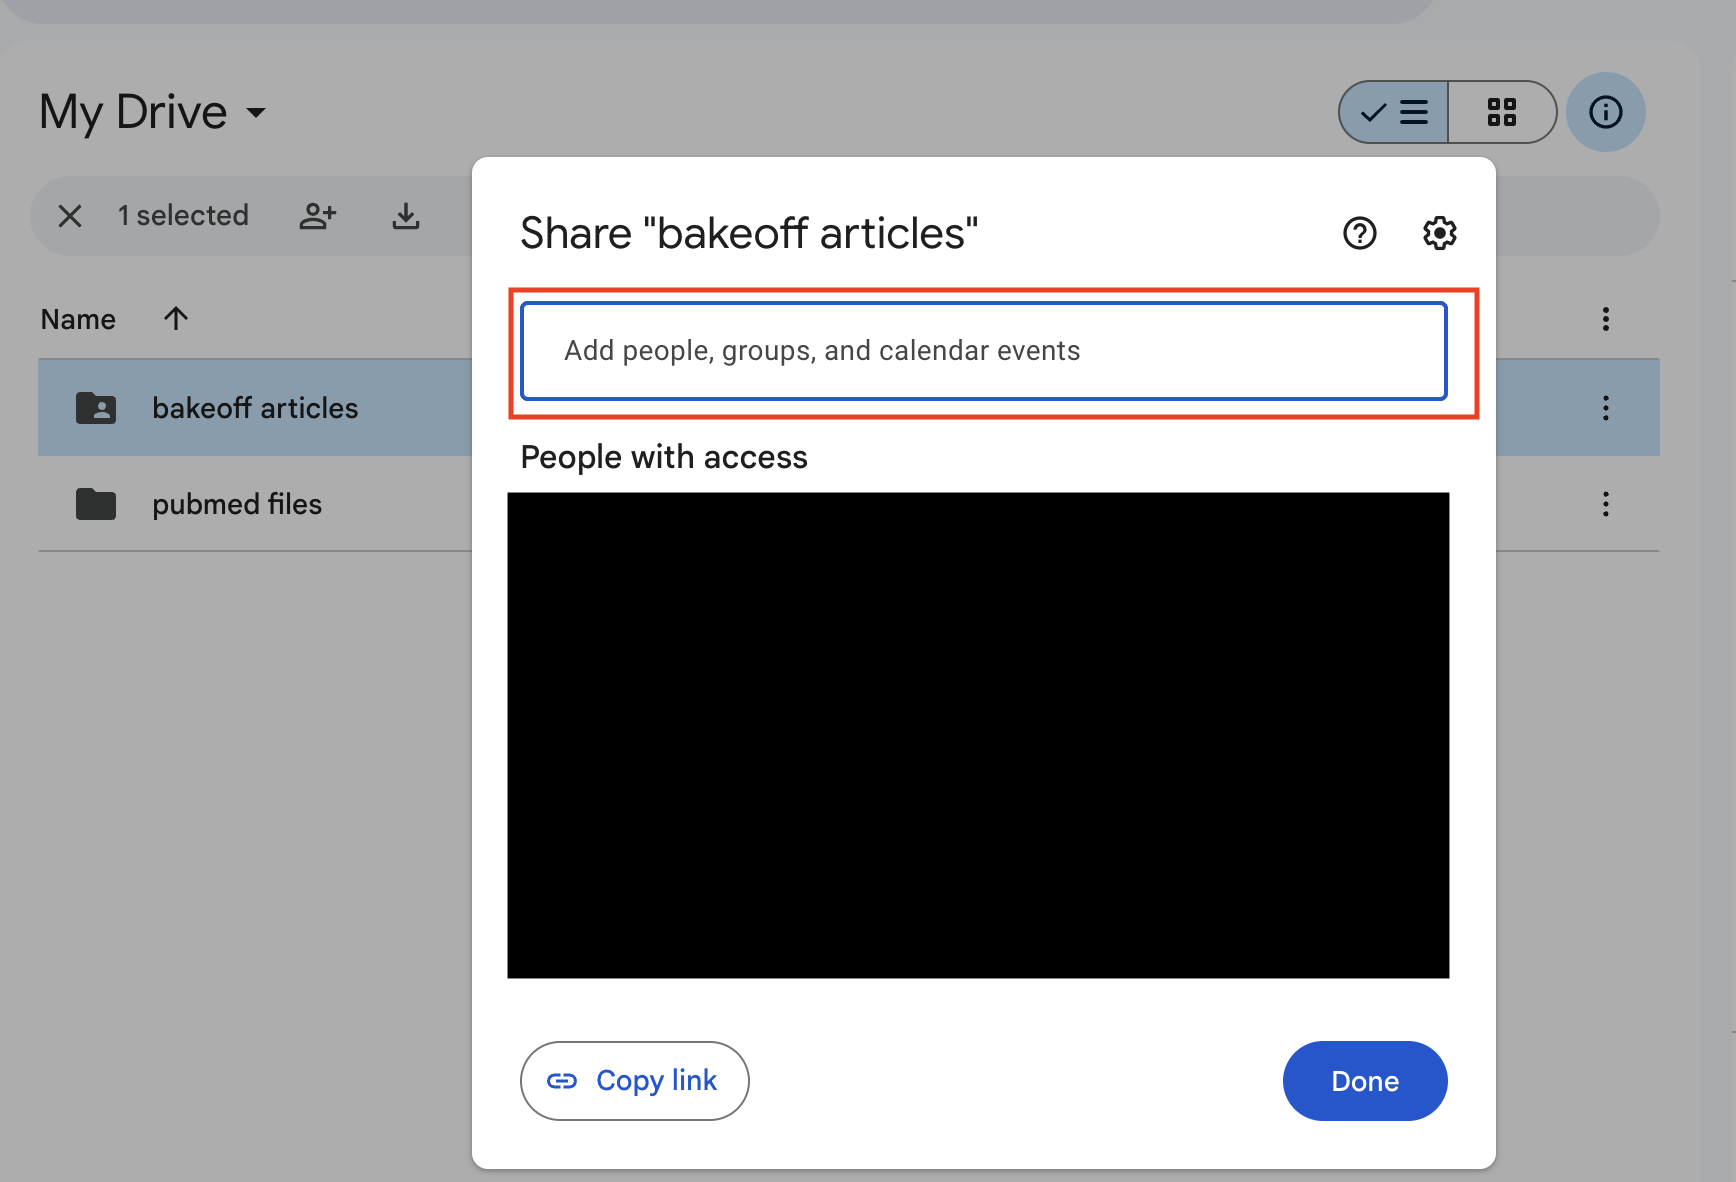 My Drive
1 selected
Share "bakeoff articles"
Name
Add people, groups, and calendar events
bakeoff articles
People with access
pubmed files
Copy link
Done